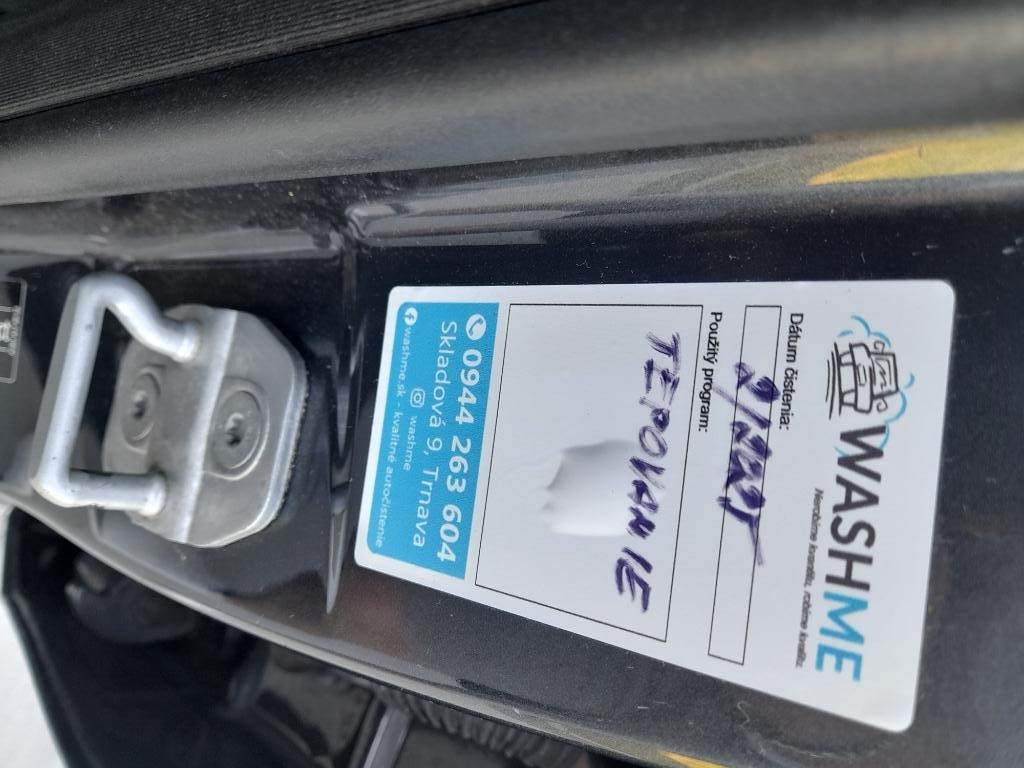 WASHME
Nerobíme kvantitu, robíme kvalitu.
Dátum čistenia:
Použitý program:
TEPOVANIE
0944 263 604
Skladová 9, Trnava
washme
washme.sk - kvalitné autočistenie